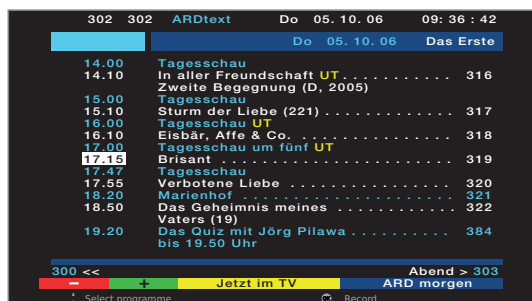 302 302 ARDtext Do 05. 10. 06 09: 36 : 42
Do 05. 10. 06 Das Erste
14.00 Tagesschau
14.10 In aller Freundschaft UT. . . . . . . . . . . 316
Zweite Begegnung (D, 2005)
15.00 Tagesschau
15.10 Sturm der Liebe (221) . . . . . . . . . . . . 317
16.00 Tagesschau UT
16.10 Eisbär, Affe & Co. . . . . . . . . . . . . . . . 318
17.00 Tagesschau um fünf UT
17.15 Brisant . . . . . . . . . . . . . . . . . . . . . . 319
17.47 Tagesschau
17.55 Verbotene Liebe . . . . . . . . . . . . . . . 320
18.20 Marienhof . . . . . . . . . . . . . . . . . . . . 321
18.50 Das Geheimnis meines . . . . . . . . . . 322
Vaters (19)
19.20 Das Quiz mit Jörg Pilawa . . . . . . . . . 384
bis 19.50 Uhr
300 << Abend > 303
− + Jetzt im TV ARD morgen
Select programme Record